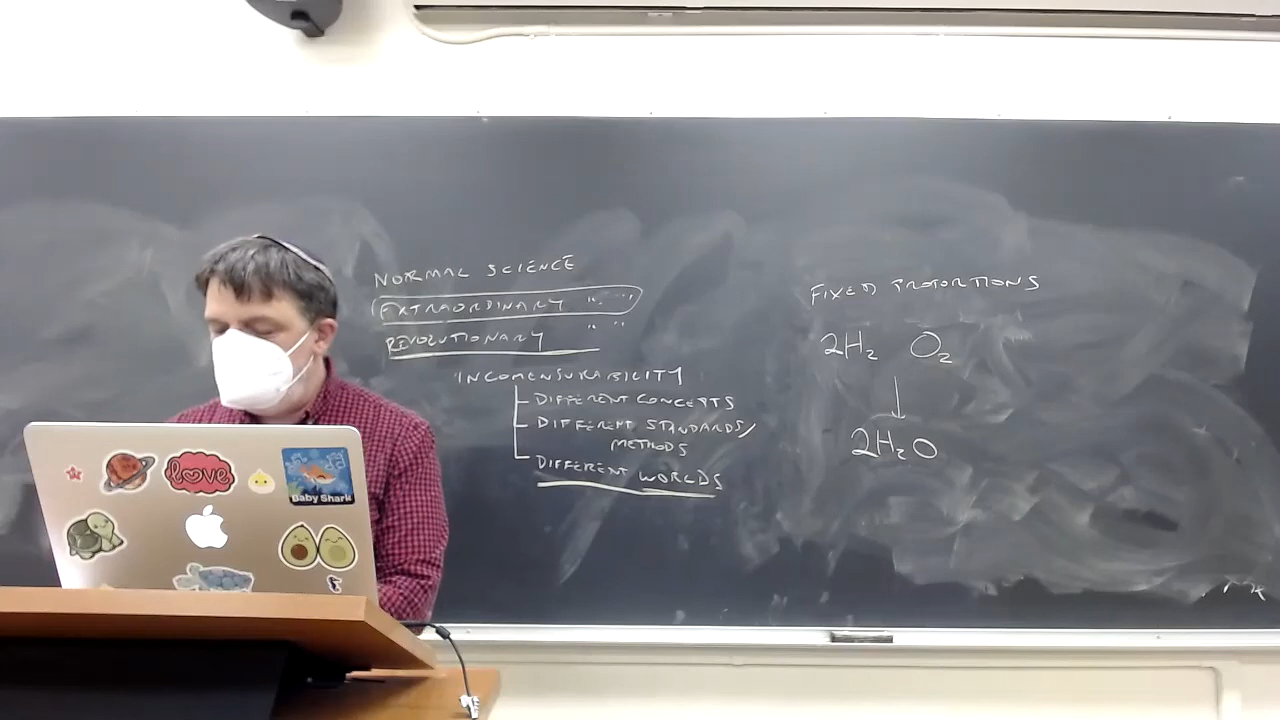 NORMAL SCIENCE
EXTRAORDINARY " "
REVOLUTIONARY " "
INCOMENSURABILITY
DIFFERENT CONCEPTS
DIFFERENT STANDARDS/
METHODS
DIFFERENT WORLDS
FIXED PROPORTIONS
2H₂ O₂
2H₂O
love
Baby Shark